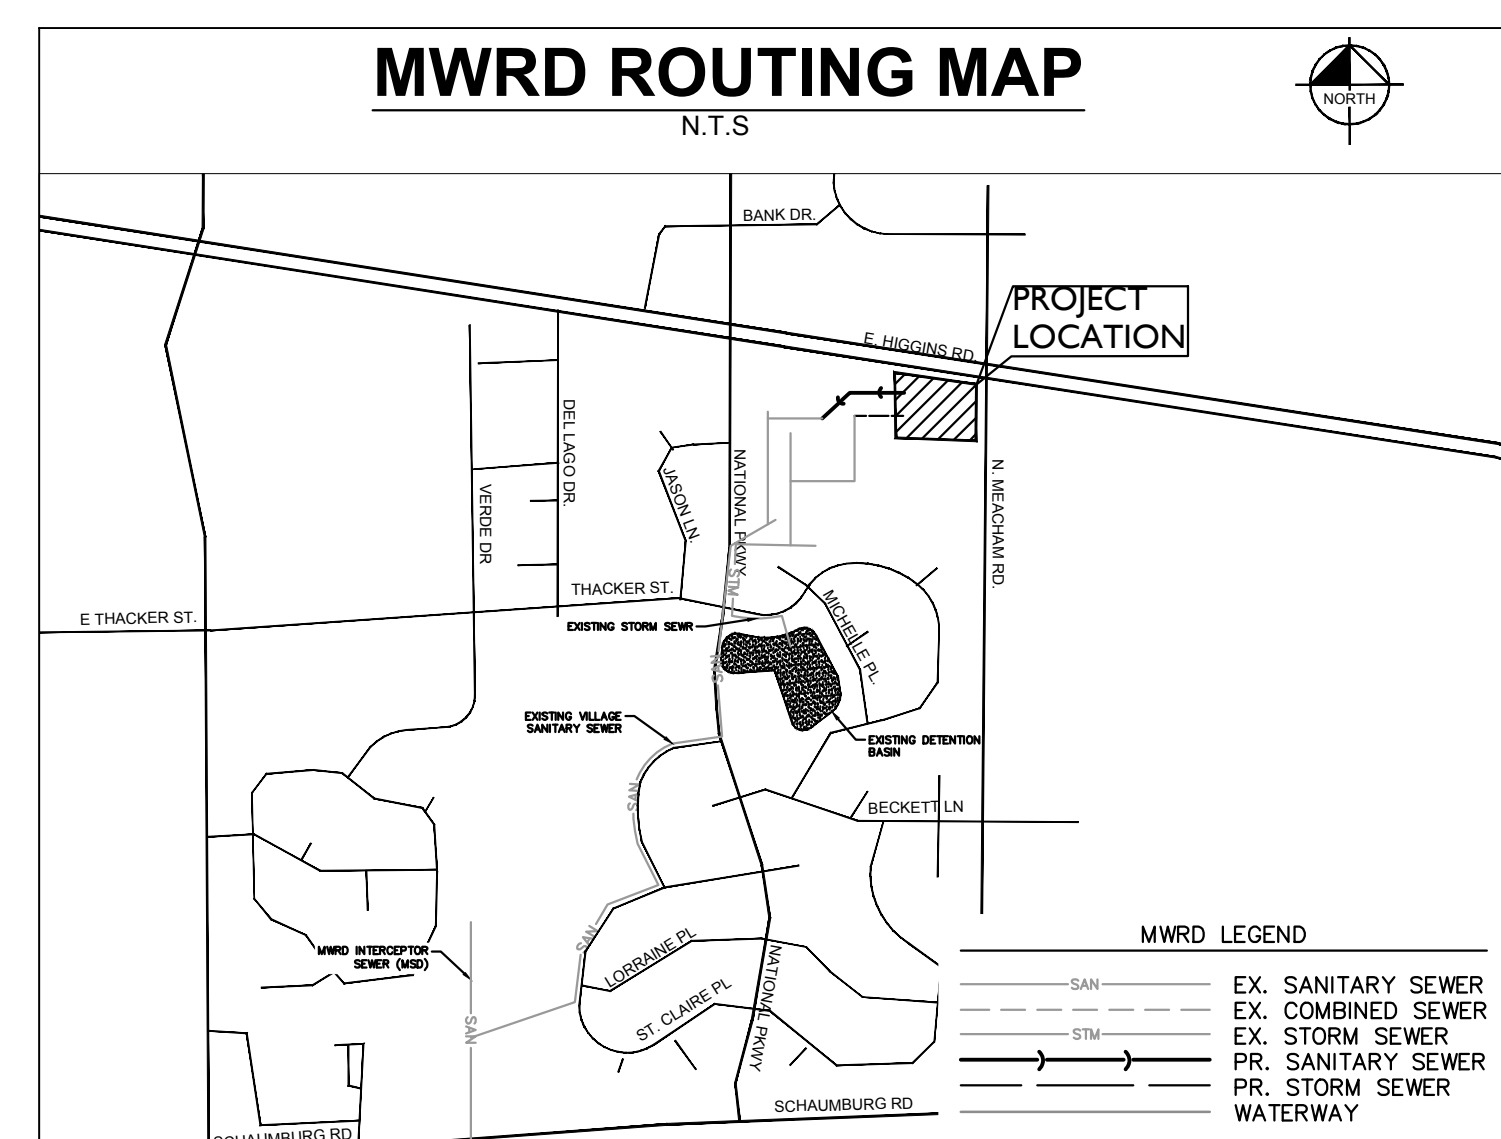 MWRD ROUTING MAP
N.T.S
NORTH
BANK DR.
PROJECT
LOCATION
E. HIGGINS RD.
DEL LAGO DR.
VERDE DR
JASON LN.
NATIONAL PKWY
N. MEACHAM RD.
STM
THACKER ST.
E THACKER ST.
EXISTING STORM SEWR
MICHELLE PL.
SAN
EXISTING VILLAGE
SANITARY SEWER
EXISTING DETENTION
BASIN
SAN
BECKETT LN
SAN
MWRD INTERCEPTOR
SEWER (MSD)
LORRAINE PL
NATIONAL PKWY
ST. CLAIRE PL
SAN
SCHAUMBURG RD
SCHAUMBURG RD
MWRD LEGEND
SAN
EX. SANITARY SEWER
EX. COMBINED SEWER
STM
EX. STORM SEWER
PR. SANITARY SEWER
PR. STORM SEWER
WATERWAY